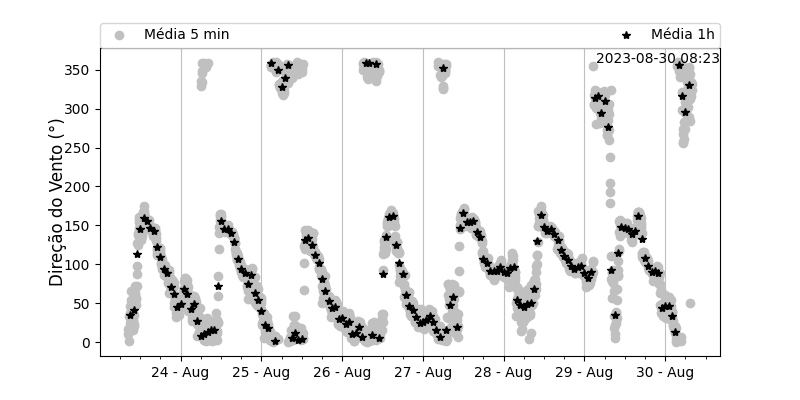 Média 5 min
Média 1h
2023-08-30 08:23
Direção do Vento (°)
350
300
250
200
150
100
50
0
24 - Aug
25 - Aug
26 - Aug
27 - Aug
28 - Aug
29 - Aug
30 - Aug